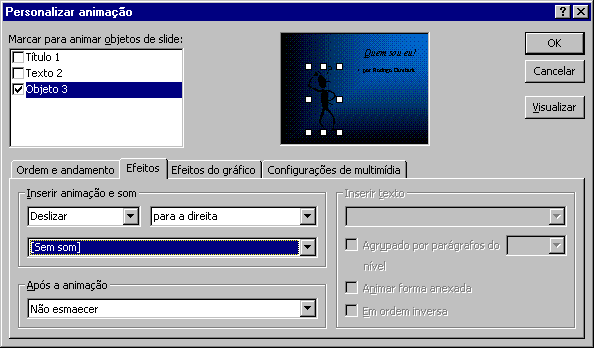 Personalizar animação
Marcar para animar objetos de slide:
Título 1
Texto 2
Objeto 3
Quem sou eu?
por Rodrigo
OK
Cancelar
Visualizar
Ordem e andamento
Efeitos
Efeitos do gráfico
Configurações de multimídia
Inserir animação e som
Deslizar
para a direita
[Sem som]
Após a animação
Não esmaecer
Inserir texto
Agrupado por parágrafos do
nível
Animar forma anexada
Em ordem inversa